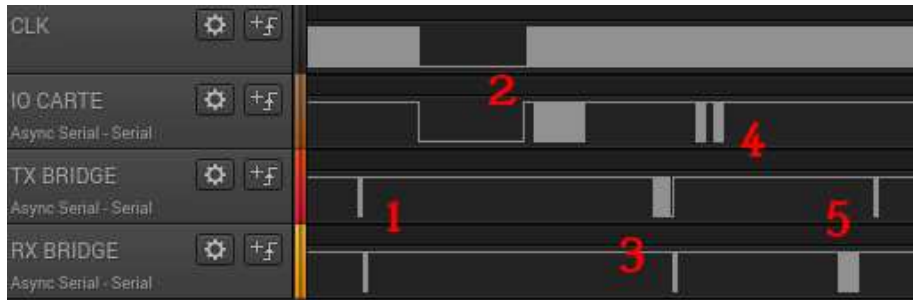 CLK
+
2
IO CARTE
+
Async Serial - Serial
4
TX BRIDGE
+
Async Serial - Serial
1
5
RX BRIDGE
+
3
Async Serial - Serial